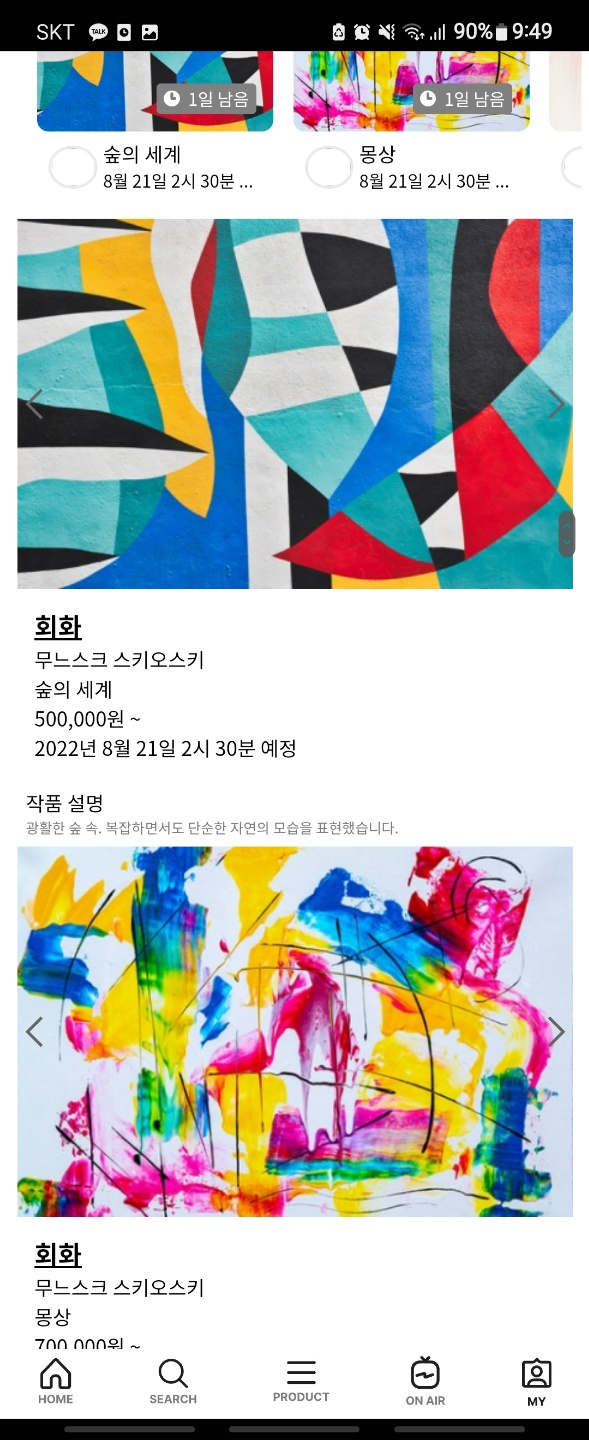 SKT
TALK
90%
9:49
1일 남음
1일 남음
숲의 세계
8월 21일 2시 30분 ...
몽상
8월 21일 2시 30분 ...
회화
무느스크 스키오스키
숲의 세계
500,000원 ~
2022년 8월 21일 2시 30분 예정
작품 설명
광활한 숲 속. 복잡하면서도 단순한 자연의 모습을 표현했습니다.
회화
무느스크 스키오스키
몽상
700,000원 ~
HOME
SEARCH
PRODUCT
ON AIR
MY